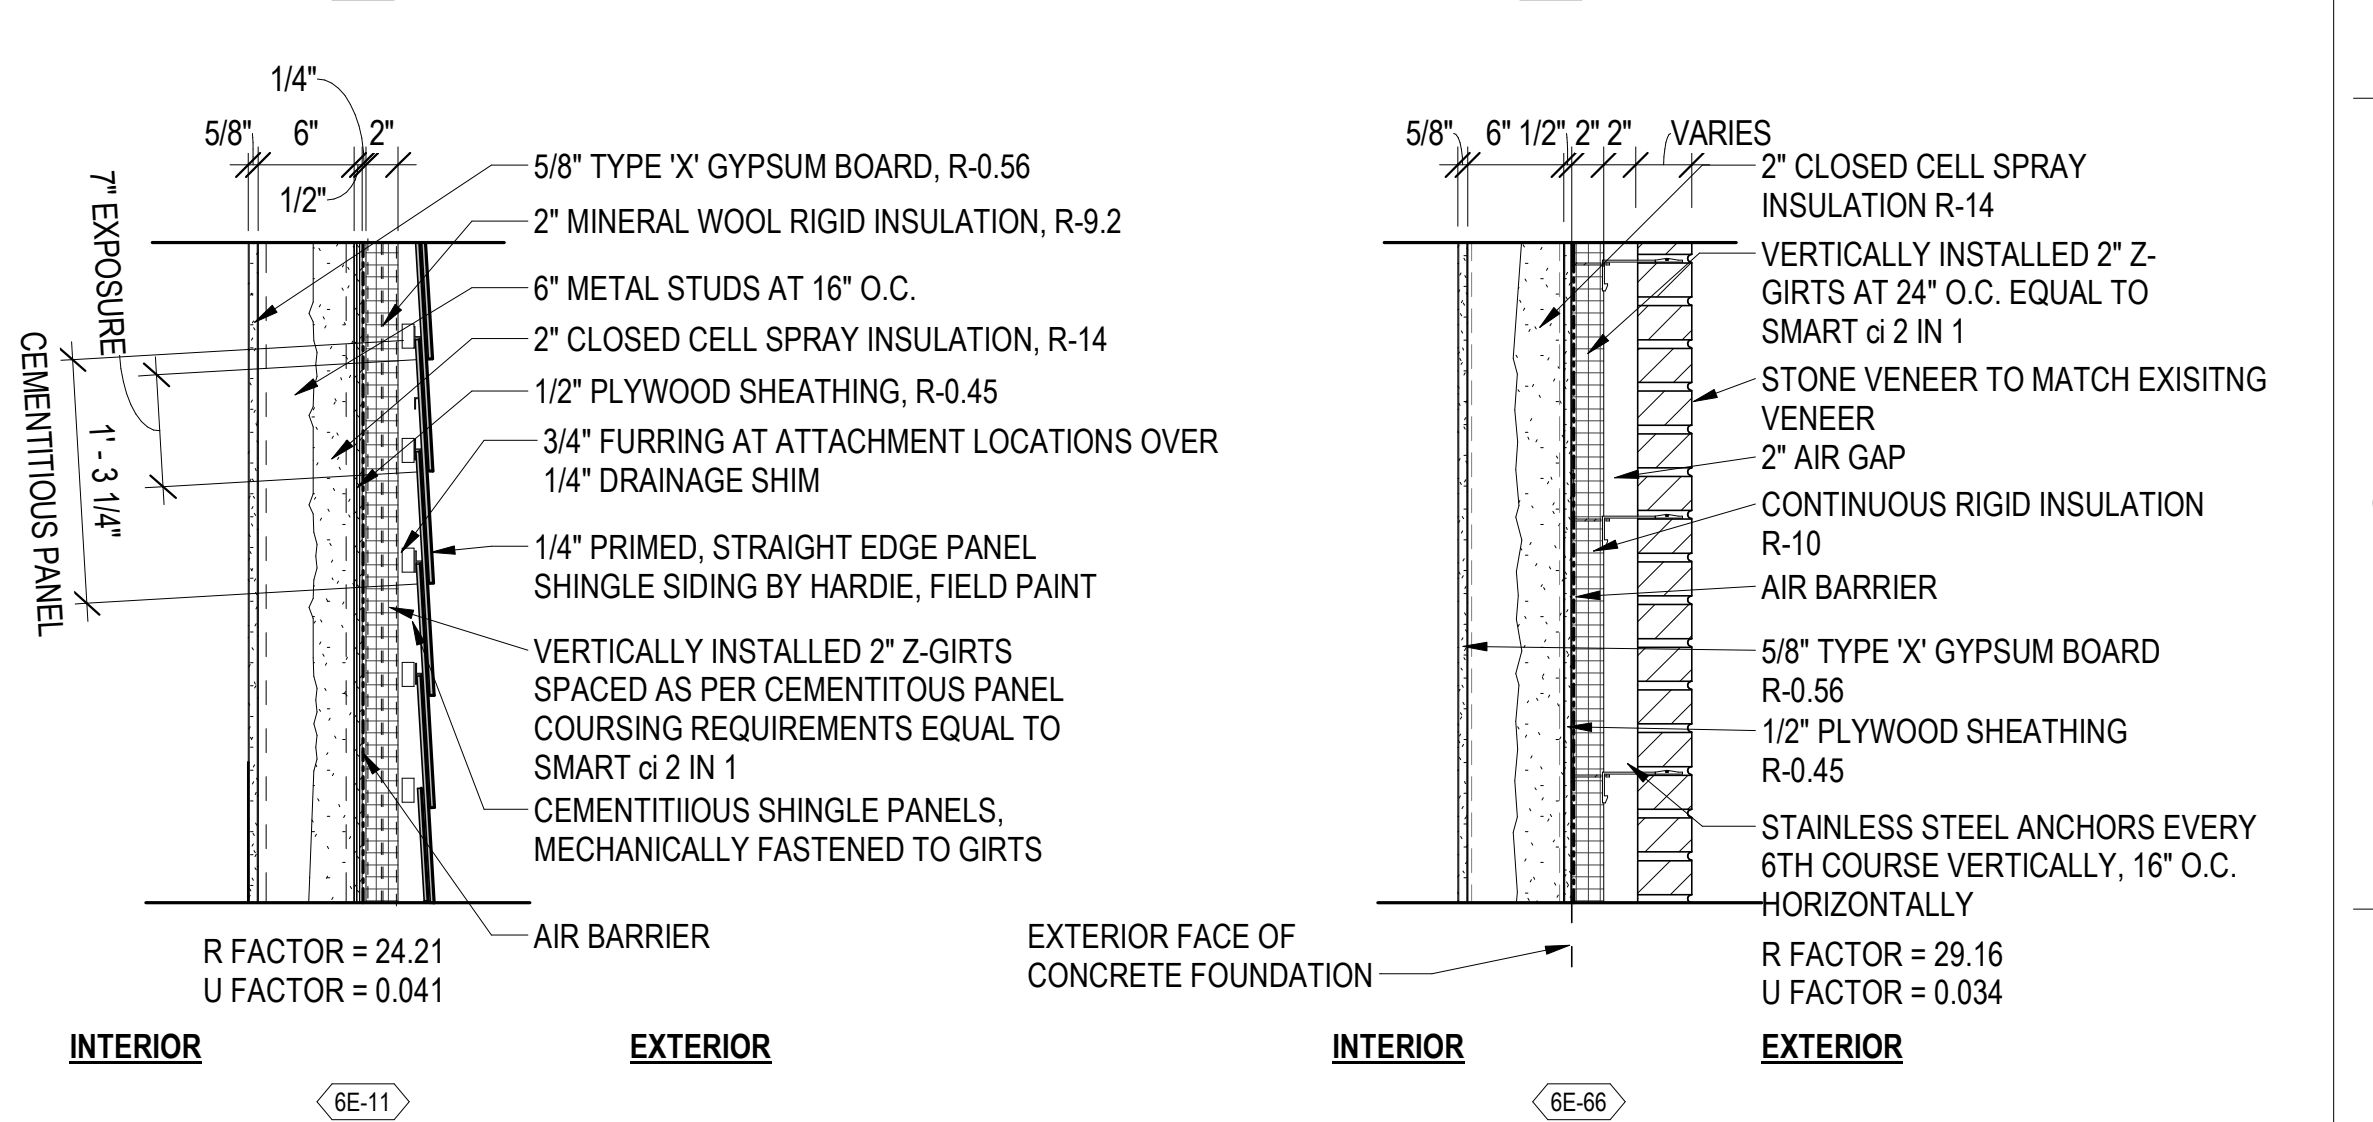 1/4"
5/8"
6"
2"
1/2"
7" EXPOSURE
1' - 3 1/4"
CEMENTITIOUS PANEL
5/8" TYPE 'X' GYPSUM BOARD, R-0.56
2" MINERAL WOOL RIGID INSULATION, R-9.2
6" METAL STUDS AT 16" O.C.
2" CLOSED CELL SPRAY INSULATION, R-14
1/2" PLYWOOD SHEATHING, R-0.45
3/4" FURRING AT ATTACHMENT LOCATIONS OVER
1/4" DRAINAGE SHIM
1/4" PRIMED, STRAIGHT EDGE PANEL
SHINGLE SIDING BY HARDIE, FIELD PAINT
VERTICALLY INSTALLED 2" Z-GIRTS
SPACED AS PER CEMENTITOUS PANEL
COURSING REQUIREMENTS EQUAL TO
SMART ci 2 IN 1
CEMENTITIIOUS SHINGLE PANELS,
MECHANICALLY FASTENED TO GIRTS
AIR BARRIER
R FACTOR = 24.21
U FACTOR = 0.041
INTERIOR
EXTERIOR
6E-11
5/8"
6"
1/2"
2"
2"
VARIES
2" CLOSED CELL SPRAY
INSULATION R-14
VERTICALLY INSTALLED 2" Z-
GIRTS AT 24" O.C. EQUAL TO
SMART ci 2 IN 1
STONE VENEER TO MATCH EXISITNG
VENEER
2" AIR GAP
CONTINUOUS RIGID INSULATION
R-10
AIR BARRIER
5/8" TYPE 'X' GYPSUM BOARD
R-0.56
1/2" PLYWOOD SHEATHING
R-0.45
STAINLESS STEEL ANCHORS EVERY
6TH COURSE VERTICALLY, 16" O.C.
HORIZONTALLY
EXTERIOR FACE OF
CONCRETE FOUNDATION
R FACTOR = 29.16
U FACTOR = 0.034
INTERIOR
EXTERIOR
6E-66